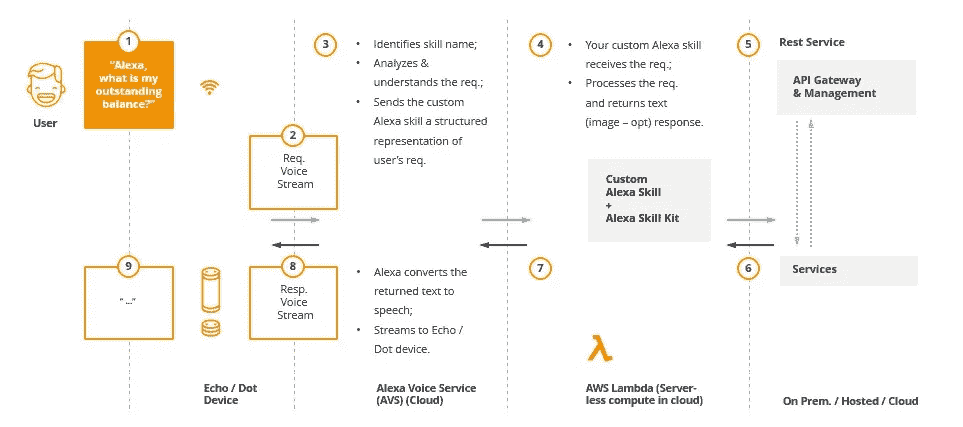 1
"Alexa,
what is my
outstanding
balance?"
User
2
Req.
Voice
Stream
3
• Identifies skill name;
• Analyzes &
understands the req.;
• Sends the custom
Alexa skill a structured
representation of
user's req.
4
• Your custom Alexa skill
receives the req.;
• Processes the req.
and returns text
(image – opt) response.
Custom
Alexa Skill
+
Alexa Skill Kit
5
Rest Service
API Gateway
& Management
6
Services
7
8
Resp.
Voice
Stream
• Alexa converts the
returned text to
speech;
• Streams to Echo /
Dot device.
9
" ..."
Echo / Dot
Device
Alexa Voice Service
(AVS) (Cloud)
AWS Lambda (Server-
less compute in cloud)
On Prem. / Hosted / Cloud